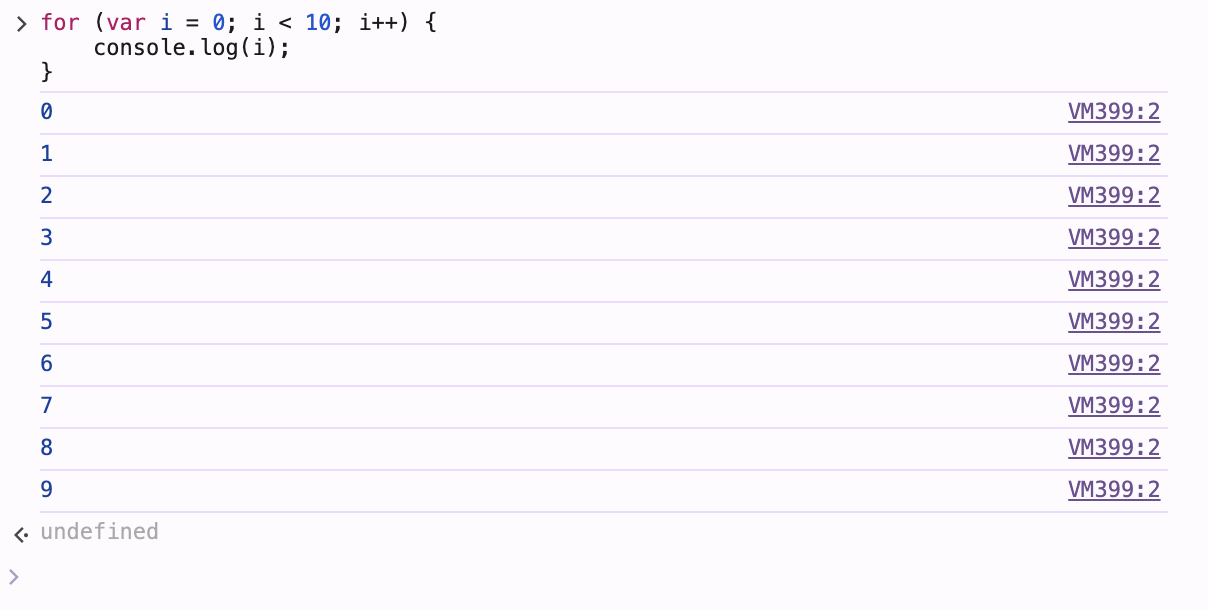 > for (var i = 0; i < 10; i++) {
    console.log(i);
}
0 VM399:2
1 VM399:2
2 VM399:2
3 VM399:2
4 VM399:2
5 VM399:2
6 VM399:2
7 VM399:2
8 VM399:2
9 VM399:2
undefined
>